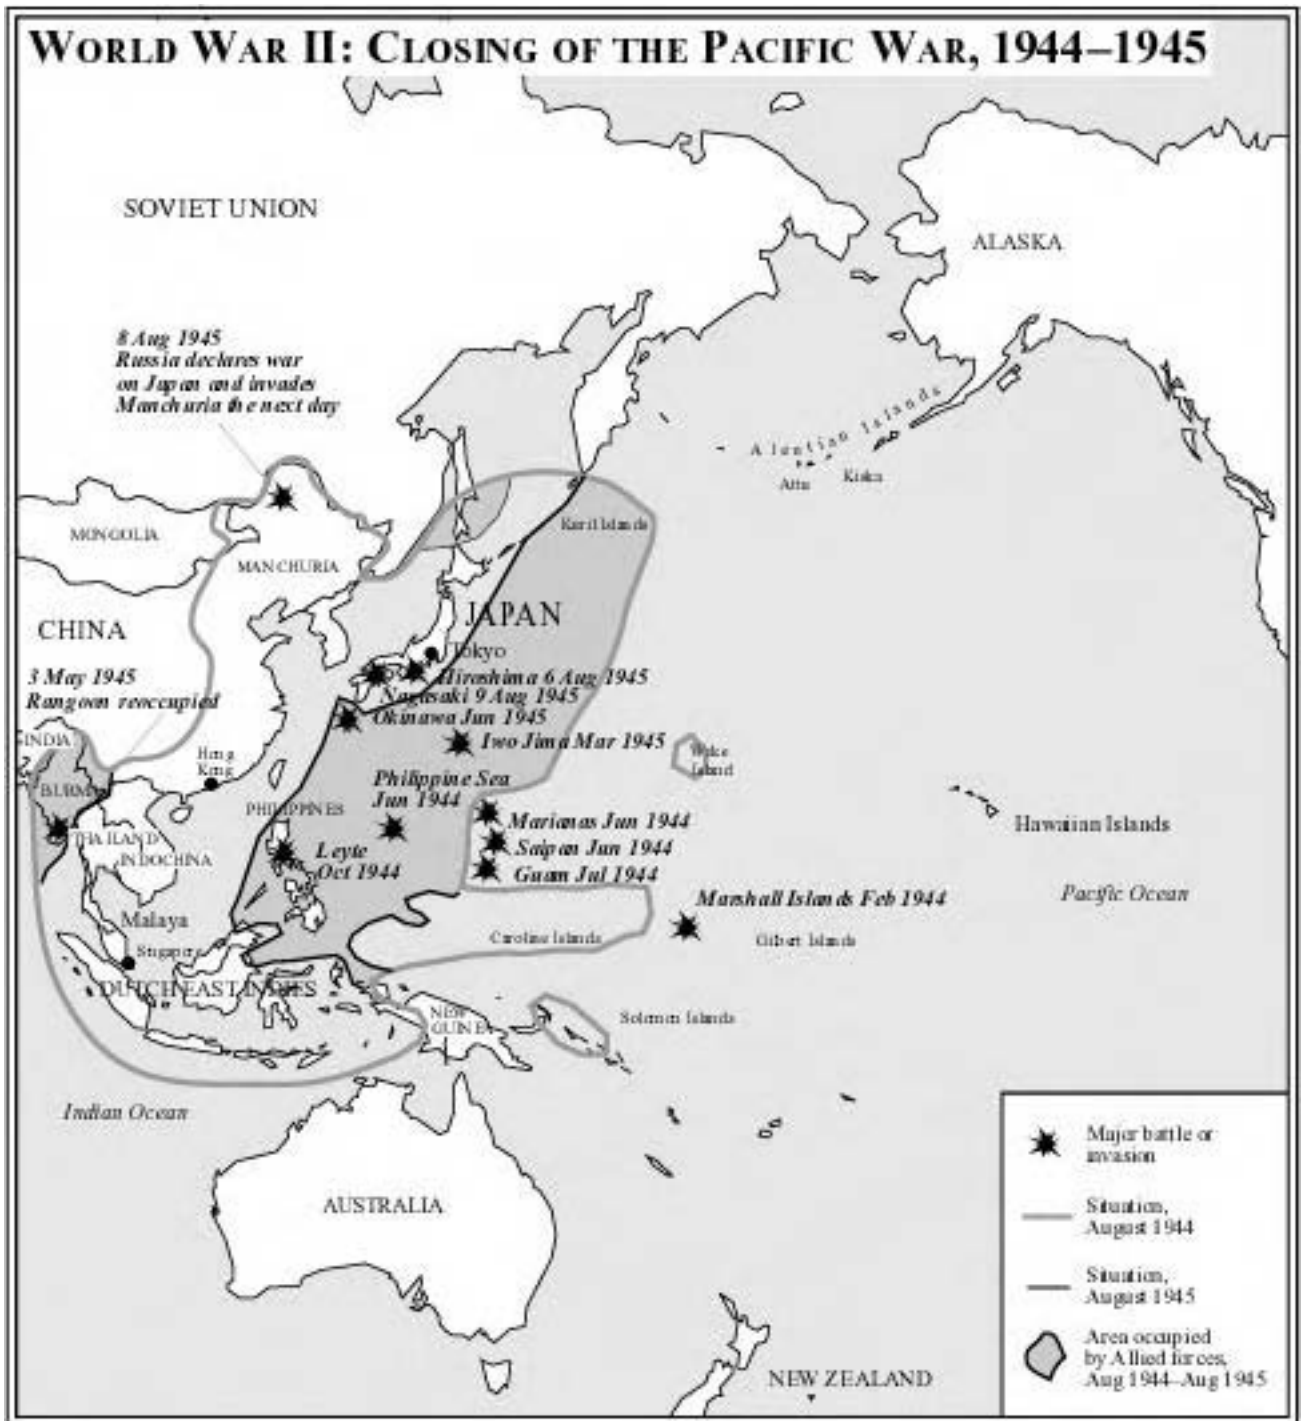 WORLD WAR II: CLOSING OF THE PACIFIC WAR, 1944–1945
SOVIET UNION
ALASKA
8 Aug 1945
Russia declares war
on Japan and invades
Manchuria the next day
Aleutian Islands
Attu
Kiska
Kuril Islands
MONGOLIA
MANCHURIA
JAPAN
CHINA
Tokyo
3 May 1945
Rangoon reoccupied
Hiroshima 6 Aug 1945
Nagasaki 9 Aug 1945
Okinawa Jun 1945
Iwo Jima Mar 1945
INDIA
Hong
Kong
Wake
Island
BURMA
Philippine Sea
Jun 1944
PHILIPPINES
Marianas Jun 1944
Saipan Jun 1944
Guam Jul 1944
Hawaiian Islands
THAILAND
INDOCHINA
Leyte
Oct 1944
Marshall Islands Feb 1944
Pacific Ocean
Malaya
Caroline Islands
Gilbert Islands
Singapore
DUTCH EAST INDIES
NEW
GUINEA
Solomon Islands
Indian Ocean
AUSTRALIA
NEW ZEALAND
Major battle or
invasion
Situation,
August 1944
Situation,
August 1945
Area occupied
by Allied forces,
Aug 1944–Aug 1945